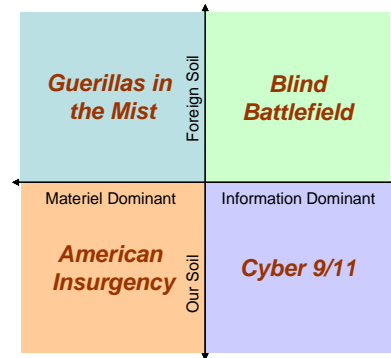 Guerillas in
the Mist
Foreign Soil
Blind
Battlefield
Materiel Dominant
Information Dominant
American
Insurgency
Our Soil
Cyber 9/11